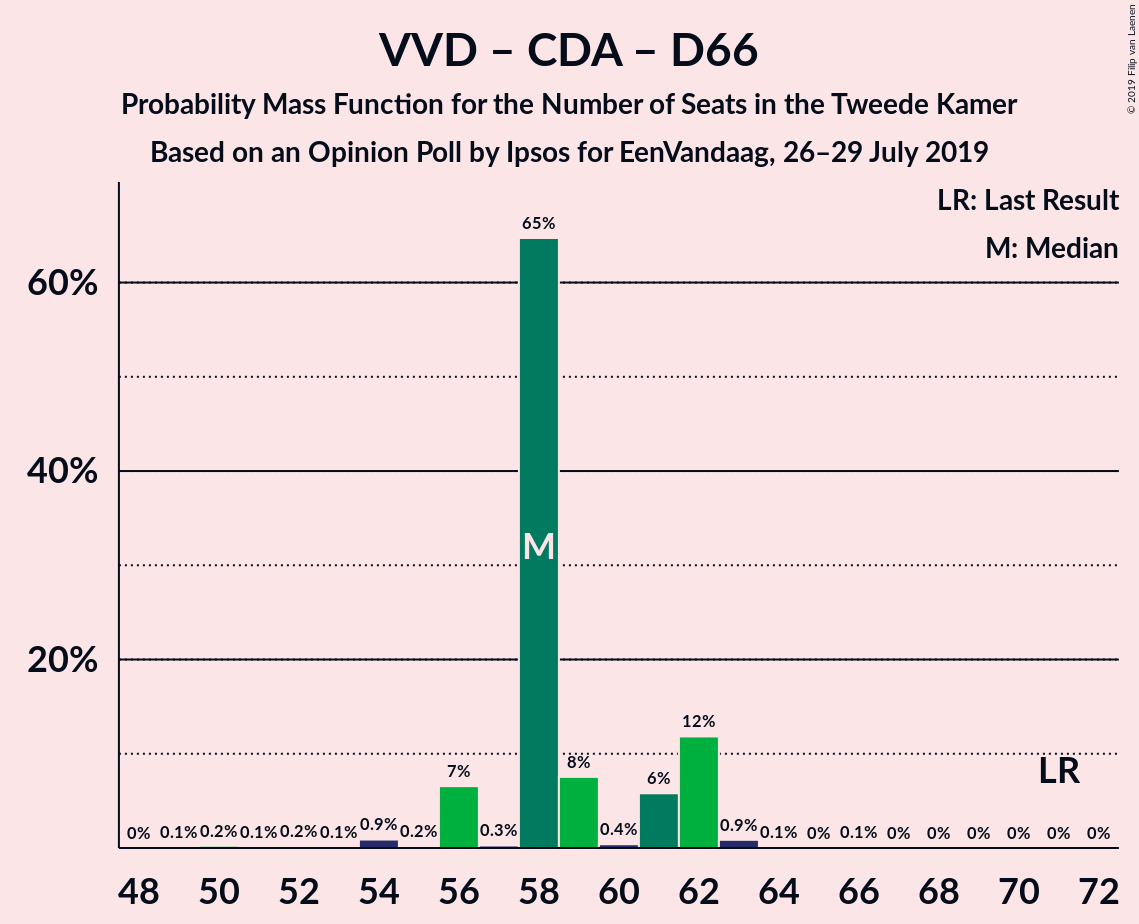 VVD – CDA – D66
Probability Mass Function for the Number of Seats in the Tweede Kamer
Based on an Opinion Poll by Ipsos for EenVandaag, 26–29 July 2019
© 2019 Filip van Laenen
LR: Last Result
M: Median
65%
60%
40%
M
20%
12%
LR
8%
7%
6%
0% 0.1% 0.2% 0.1% 0.2% 0.1% 0.9% 0.2% 0.3% 0.4% 0.9% 0.1% 0% 0.1% 0% 0% 0% 0% 0% 0%
48 50 52 54 56 58 60 62 64 66 68 70 72